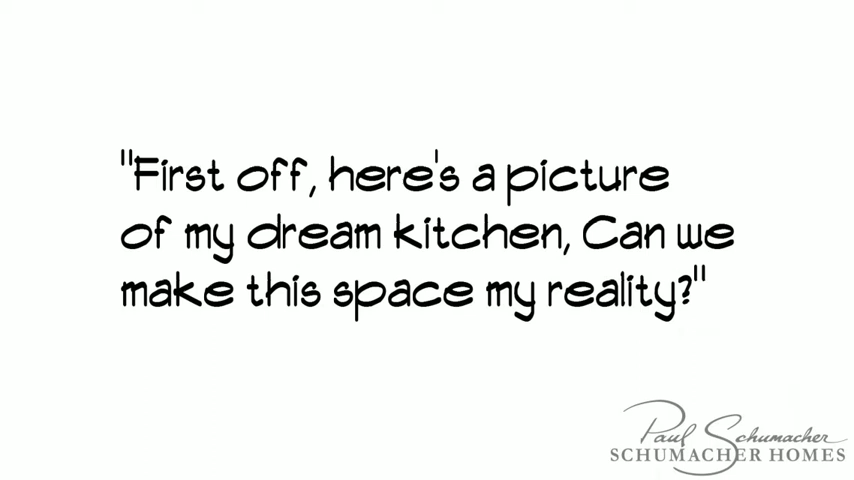 "First off, here's a picture
of my dream kitchen, Can we
make this space my reality?"
Paul Schumacher
SCHUMACHER HOMES